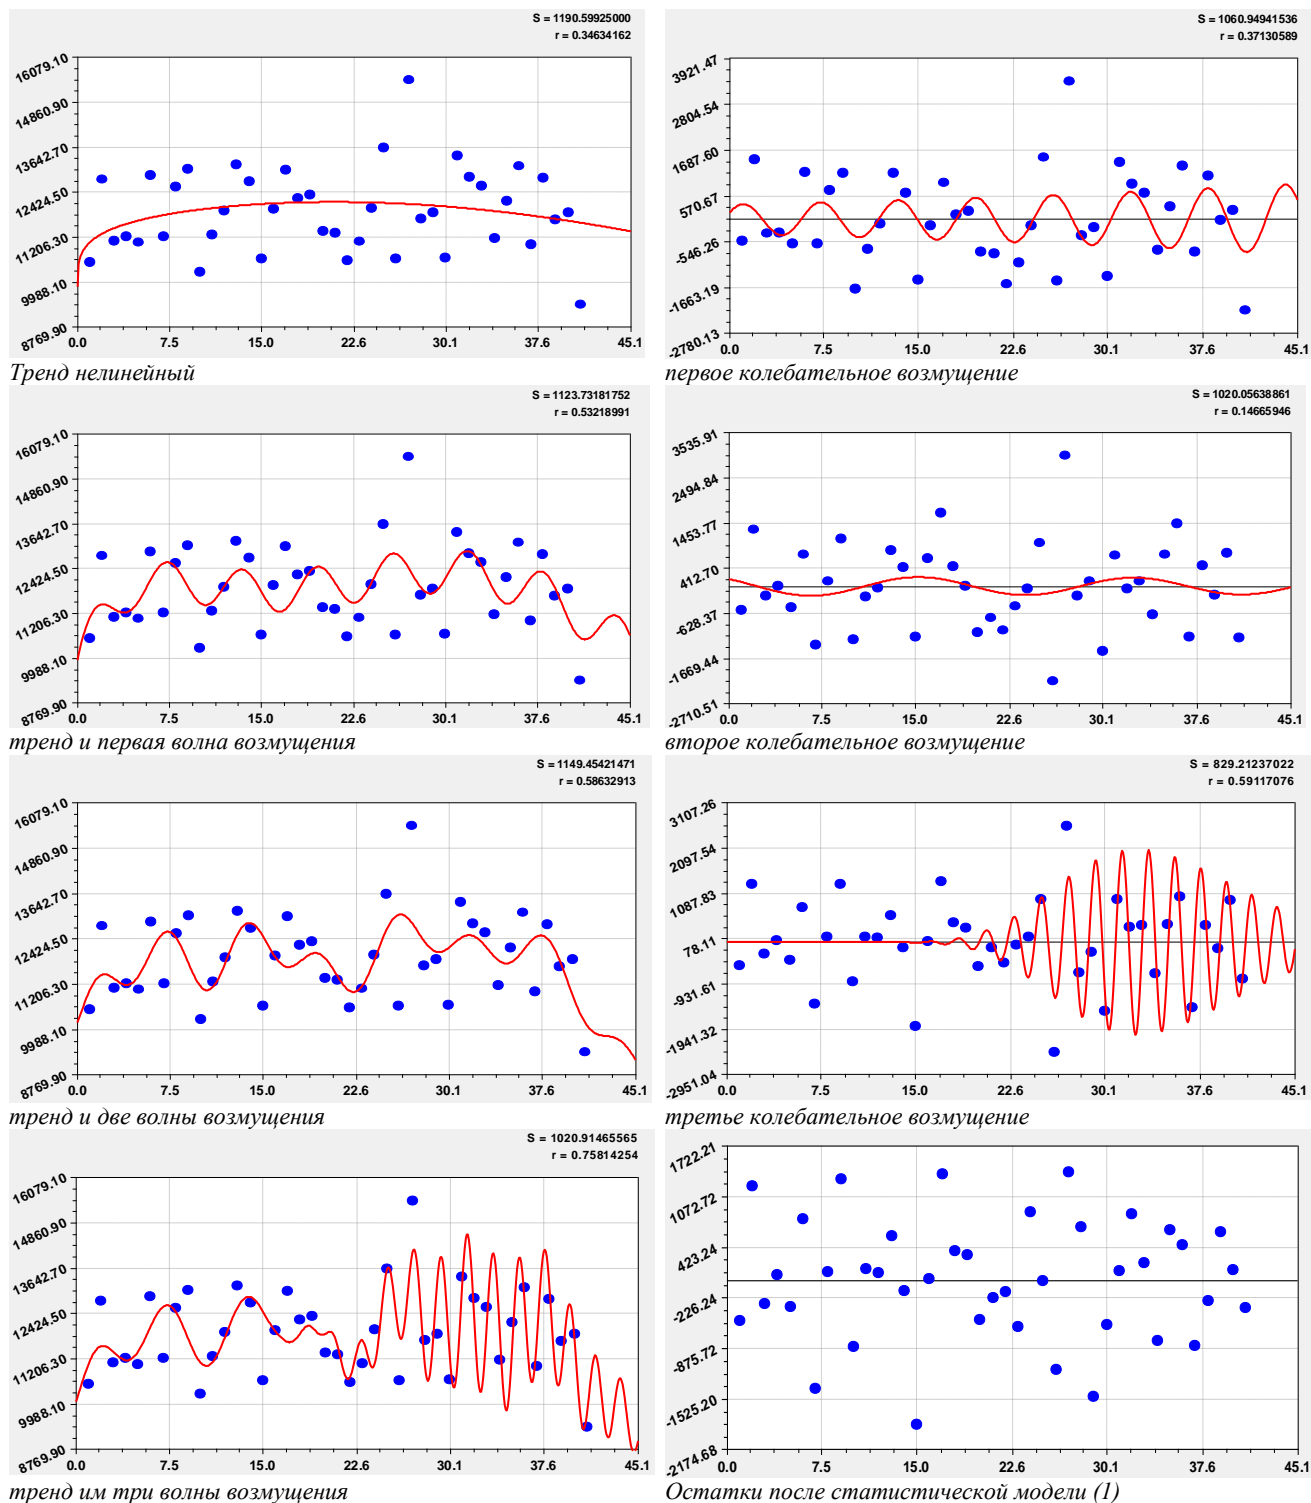 S = 1190.59925000
r = 0.34634162
16079.10
14860.90
13642.70
12424.50
11206.30
9988.10
8769.90
0.0 7.5 15.0 22.6 30.1 37.6 45.1
Тренд нелинейный
S = 1060.94941536
r = 0.37130589
3921.47
2804.54
1687.60
570.67
-546.26
-1663.19
-2780.13
0.0 7.5 15.0 22.6 30.1 37.6 45.1
первое колебательное возмущение
S = 1123.73181752
r = 0.53218991
16079.10
14860.90
13642.70
12424.50
11206.30
9988.10
8769.90
0.0 7.5 15.0 22.6 30.1 37.6 45.1
тренд и первая волна возмущения
S = 1020.05638861
r = 0.14665946
3535.91
2494.84
1453.77
412.70
-628.37
-1669.44
-2710.51
0.0 7.5 15.0 22.6 30.1 37.6 45.1
второе колебательное возмущение
S = 1149.45421471
r = 0.58632913
16079.10
14860.90
13642.70
12424.50
11206.30
9988.10
8769.90
0.0 7.5 15.0 22.6 30.1 37.6 45.1
тренд и две волны возмущения
S = 829.21237022
r = 0.59117076
3107.26
2097.54
1087.83
78.11
-931.61
-1941.32
-2951.04
0.0 7.5 15.0 22.6 30.1 37.6 45.1
третье колебательное возмущение
S = 1020.91465565
r = 0.75814254
16079.10
14860.90
13642.70
12424.50
11206.30
9988.10
8769.90
0.0 7.5 15.0 22.6 30.1 37.6 45.1
тренд им три волны возмущения
1722.21
1072.72
423.24
-226.24
-875.72
-1525.20
-2174.68
0.0 7.5 15.0 22.6 30.1 37.6 45.1
Остатки после статистической модели (1)